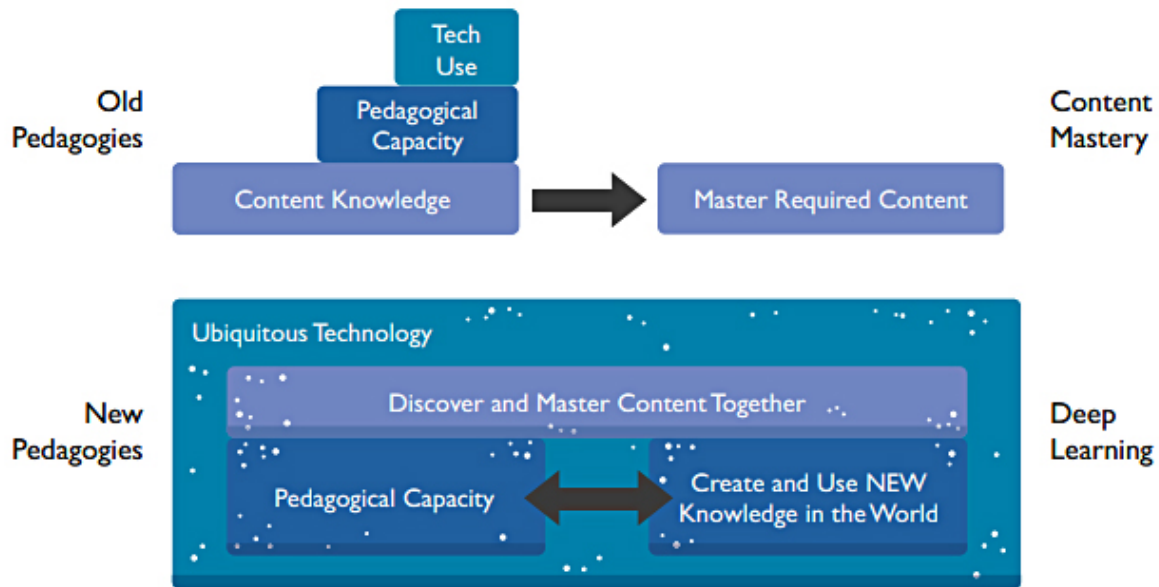 Tech
Use
Old
Pedagogies
Pedagogical
Capacity
Content
Mastery
Content Knowledge
Master Required Content
Ubiquitous Technology
New
Pedagogies
Discover and Master Content Together
Deep
Learning
Pedagogical Capacity
Create and Use NEW
Knowledge in the World